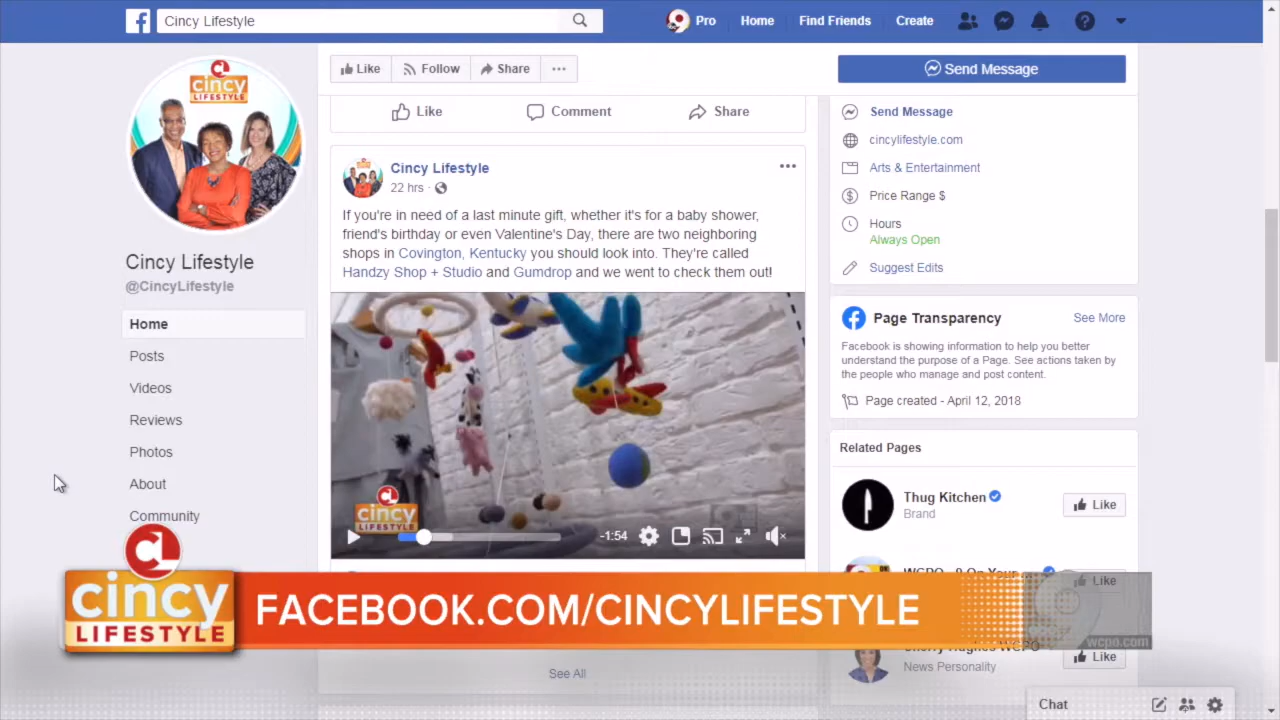 Cincy Lifestyle
Pro
Home
Find Friends
Create
cincy
LIFESTYLE
Cincy Lifestyle
@CincyLifestyle
Home
Posts
Videos
Reviews
Photos
About
Community
Like
Follow
Share
Send Message
Like
Comment
Share
Cincy Lifestyle
22 hrs ·
If you're in need of a last minute gift, whether it's for a baby shower,
friend's birthday or even Valentine's Day, there are two neighboring
shops in Covington, Kentucky you should look into. They're called
Handzy Shop + Studio and Gumdrop and we went to check them out!
cincy
LIFESTYLE
-1:54
See All
Send Message
cincylifestyle.com
Arts & Entertainment
Price Range $
Hours
Always Open
Suggest Edits
Page Transparency
See More
Facebook is showing information to help you better
understand the purpose of a Page. See actions taken by
the people who manage and post content.
Page created - April 12, 2018
Related Pages
Thug Kitchen
Brand
Like
Like
News Personality
Like
cincy
LIFESTYLE
FACEBOOK.COM/CINCYLIFESTYLE
wcpo.com
Chat